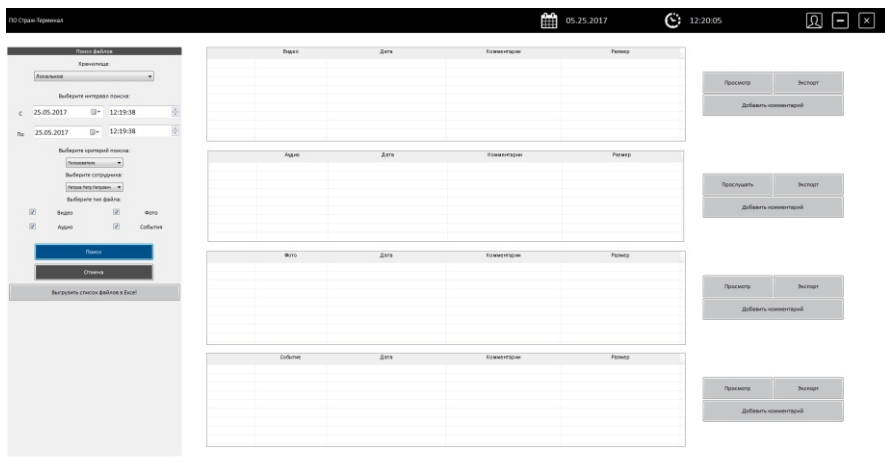 ПО Страж-Терминал
05.25.2017
12:20:05
Поиск файлов
Хранилище:
Локальное
Выберите интервал поиска:
С 25.05.2017 12:19:38
По 25.05.2017 12:19:38
Выберите критерий поиска:
Пользователь
Выберите сотрудника:
Петров Петр Петрович
Выберите тип файла:
Видео Фото
Аудио События
Поиск
Отмена
Выгрузить список файлов в Excel
Видео Дата Комментарии Размер
Просмотр Экспорт
Добавить комментарий
Аудио Дата Комментарии Размер
Прослушать Экспорт
Добавить комментарий
Фото Дата Комментарии Размер
Просмотр Экспорт
Добавить комментарий
Событие Дата Комментарии Размер
Просмотр Экспорт
Добавить комментарий